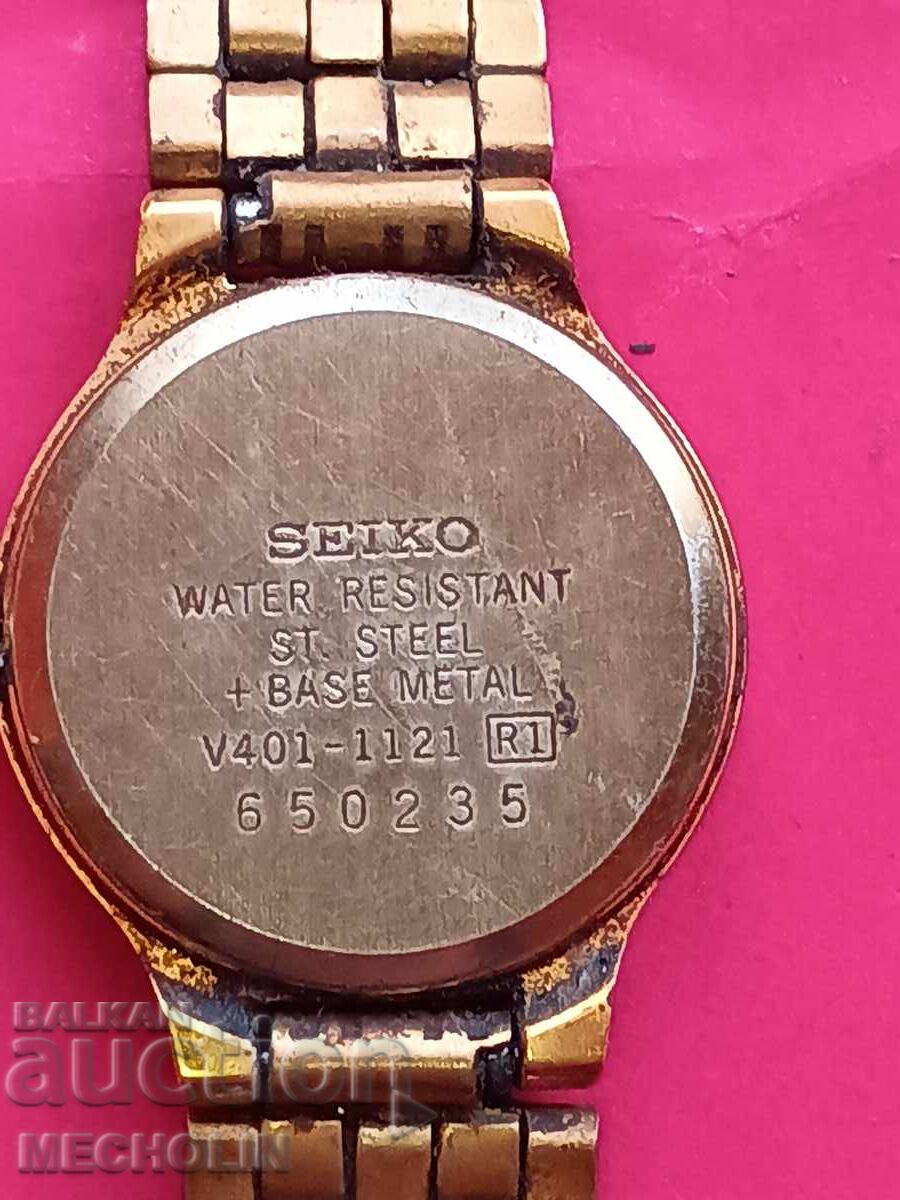 SEIKO
WATER RESISTANT
ST. STEEL
+ BASE METAL
V401-1121 R1
650235
BALKAN
auction
MECHOLIN